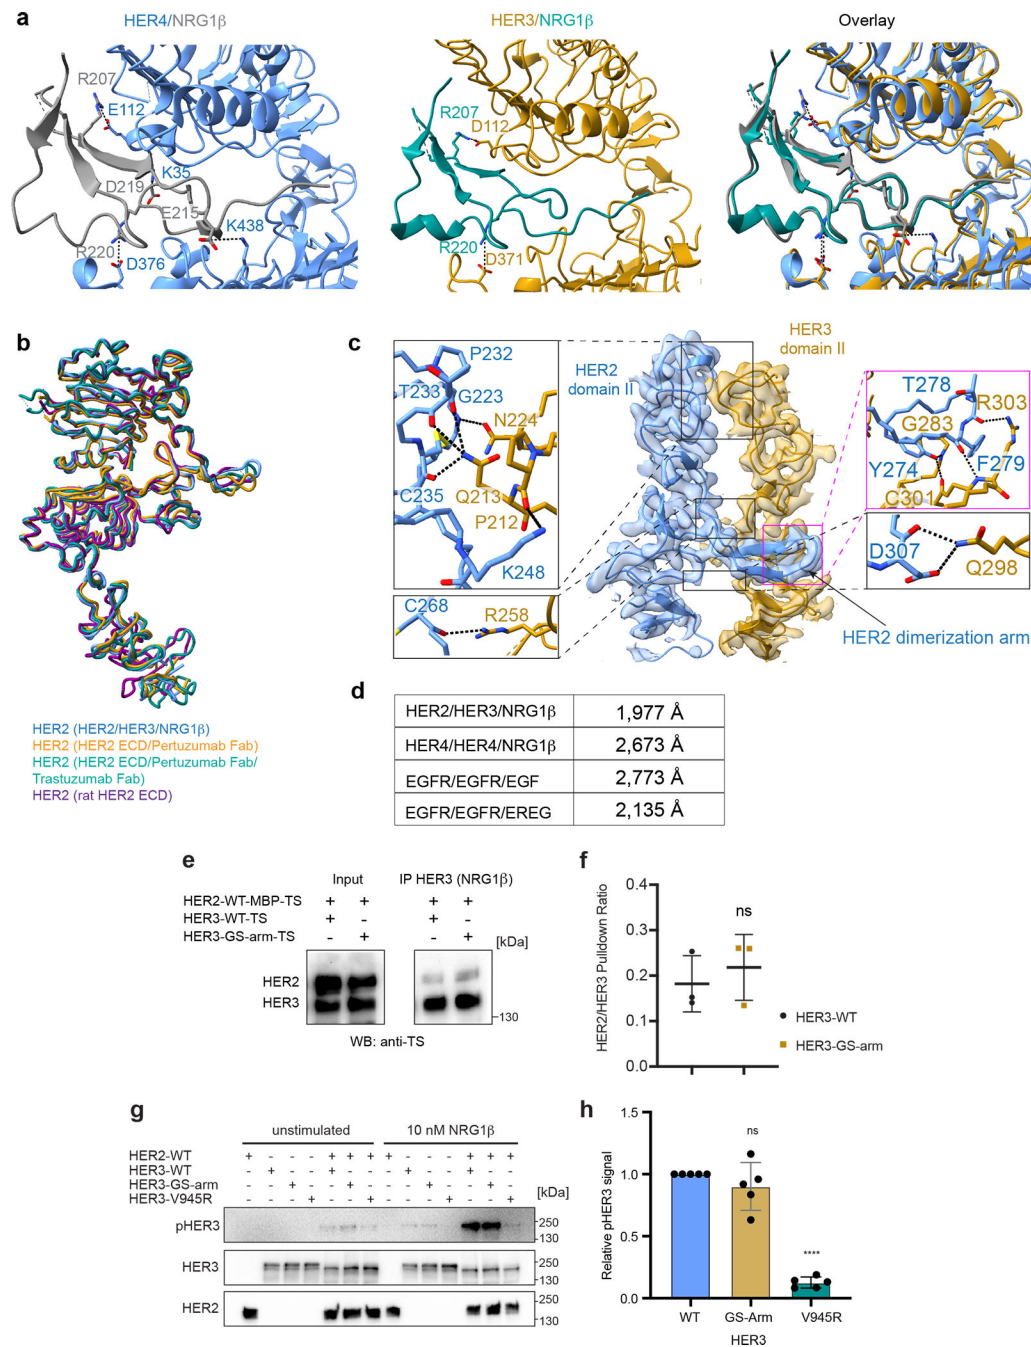 a
HER4/NRG1β
HER3/NRG1β
Overlay
R207
E112
K35
D219
E215
K438
R220
D376
R207
D112
R220
D371
b
HER2 (HER2/HER3/NRG1β)
HER2 (HER2 ECD/Pertuzumab Fab)
HER2 (HER2 ECD/Pertuzumab Fab/
Trastuzumab Fab)
HER2 (rat HER2 ECD)
c
P232
T233
G223
N224
C235
Q213
P212
K248
C268
R258
HER2
domain II
HER3
domain II
T278
R303
G283
Y274
F279
C301
D307
Q298
HER2 dimerization arm
d
HER2/HER3/NRG1β 1,977 Å
HER4/HER4/NRG1β 2,673 Å
EGFR/EGFR/EGF 2,773 Å
EGFR/EGFR/EREG 2,135 Å
e
Input IP HER3 (NRG1β)
HER2-WT-MBP-TS + + + +
HER3-WT-TS + - + -
HER3-GS-arm-TS - + - +
[kDa]
HER2
HER3
-130
WB: anti-TS
f
HER2/HER3 Pulldown Ratio
0.4
0.3
0.2
0.1
0.0
ns
HER3-WT
HER3-GS-arm
g
unstimulated 10 nM NRG1β
HER2-WT + - - - + + + + - - - + + +
HER3-WT - + - - + - - - + - - + - -
HER3-GS-arm - - + - - + - - - + - - + -
HER3-V945R - - - + - - + - - - + - - +
[kDa]
pHER3
250
130
HER3
250
130
HER2
250
130
h
Relative pHER3 signal
1.5
1.0
0.5
0.0
ns
****
WT GS-Arm V945R
HER3